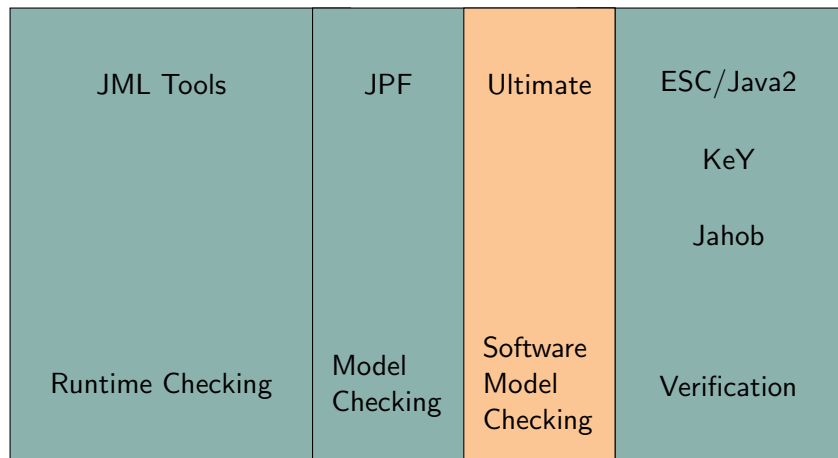 JML Tools
JPF
Ultimate
ESC/Java2
KeY
Jahob
Runtime Checking
Model
Checking
Software
Model
Checking
Verification